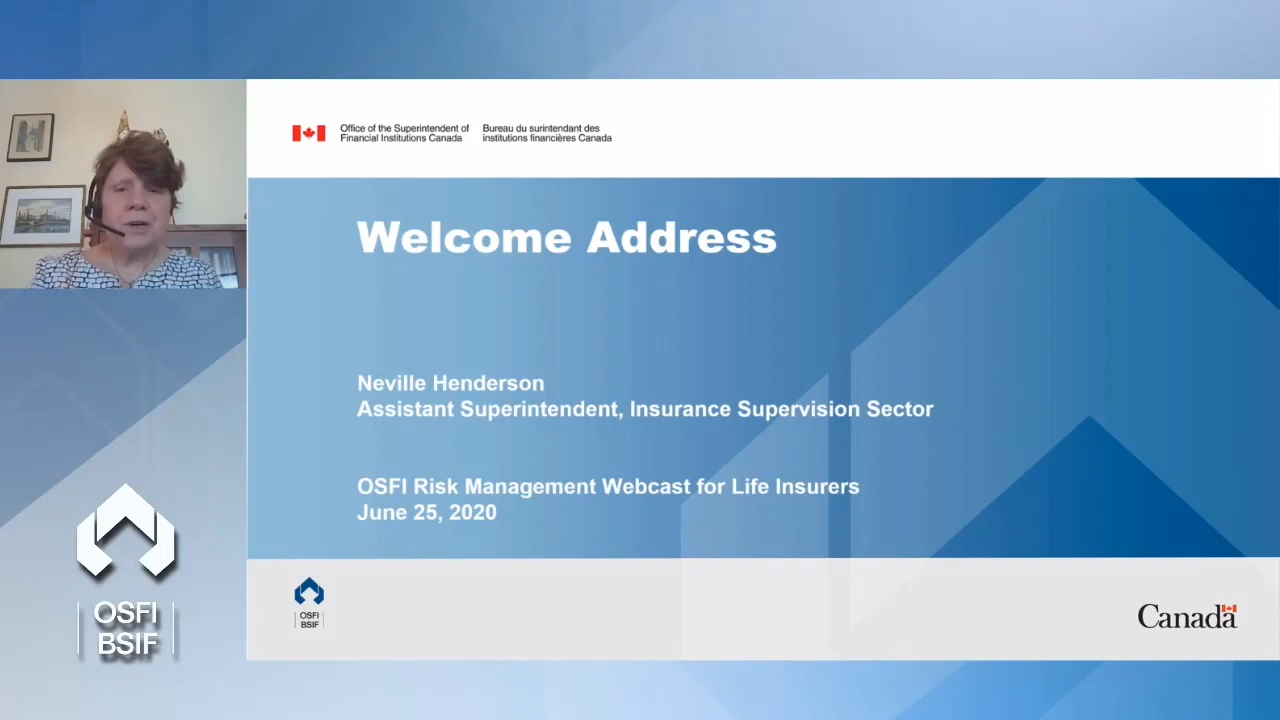 Office of the Superintendent of
Financial Institutions Canada
Bureau du surintendant des
institutions financières Canada
Welcome Address
Neville Henderson
Assistant Superintendent, Insurance Supervision Sector
OSFI Risk Management Webcast for Life Insurers
June 25, 2020
OSFI
BSIF
OSFI
BSIF
Canada